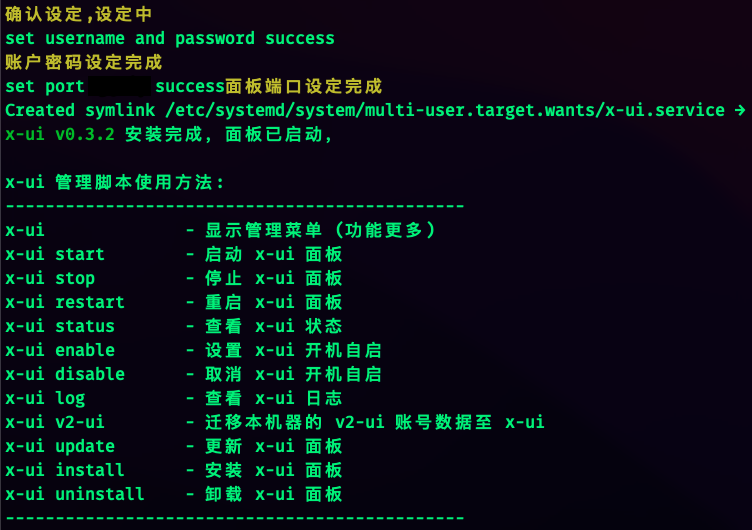 确认设定,设定中
set username and password success
账户密码设定完成
set port success面板端口设定完成
Created symlink /etc/systemd/system/multi-user.target.wants/x-ui.service →
x-ui v0.3.2 安装完成，面板已启动，
x-ui 管理脚本使用方法:
----------------------------------------------
x-ui              - 显示管理菜单 (功能更多)
x-ui start        - 启动 x-ui 面板
x-ui stop         - 停止 x-ui 面板
x-ui restart      - 重启 x-ui 面板
x-ui status       - 查看 x-ui 状态
x-ui enable       - 设置 x-ui 开机自启
x-ui disable      - 取消 x-ui 开机自启
x-ui log          - 查看 x-ui 日志
x-ui v2-ui        - 迁移本机器的 v2-ui 账号数据至 x-ui
x-ui update       - 更新 x-ui 面板
x-ui install      - 安装 x-ui 面板
x-ui uninstall    - 卸载 x-ui 面板
----------------------------------------------